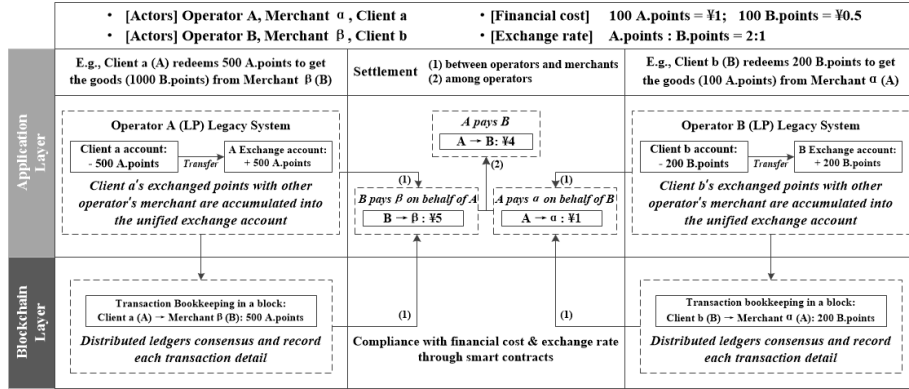 • [Actors] Operator A, Merchant α, Client a
• [Financial cost] 100 A.points = ¥1; 100 B.points = ¥0.5
• [Actors] Operator B, Merchant β, Client b
• [Exchange rate] A.points : B.points = 2:1
Application
Layer
E.g., Client a (A) redeems 500 A.points to get
the goods (1000 B.points) from Merchant β(B)
Operator A (LP) Legacy System
Client a account:
- 500 A.points
Transfer
A Exchange account:
+ 500 A.points
Client a's exchanged points with other
operator's merchant are accumulated into
the unified exchange account
Settlement
(1) between operators and merchants
(2) among operators
A pays B
A → B: ¥4
(2)
(1)
(1)
B pays β on behalf of A
B → β: ¥5
A pays α on behalf of B
A → α: ¥1
E.g., Client b (B) redeems 200 B.points to get
the goods (100 A.points) from Merchant α (A)
Operator B (LP) Legacy System
Client b account:
- 200 B.points
Transfer
B Exchange account:
+ 200 B.points
Client b's exchanged points with other
operator's merchant are accumulated into
the unified exchange account
Blockchain
Layer
Transaction Bookkeeping in a block:
Client a (A) → Merchant β (B): 500 A.points
Distributed ledgers consensus and record
each transaction detail
(1)
(1)
Compliance with financial cost & exchange rate
through smart contracts
Transaction bookkeeping in a block:
Client b (B) → Merchant α (A): 200 B.points
Distributed ledgers consensus and record
each transaction detail